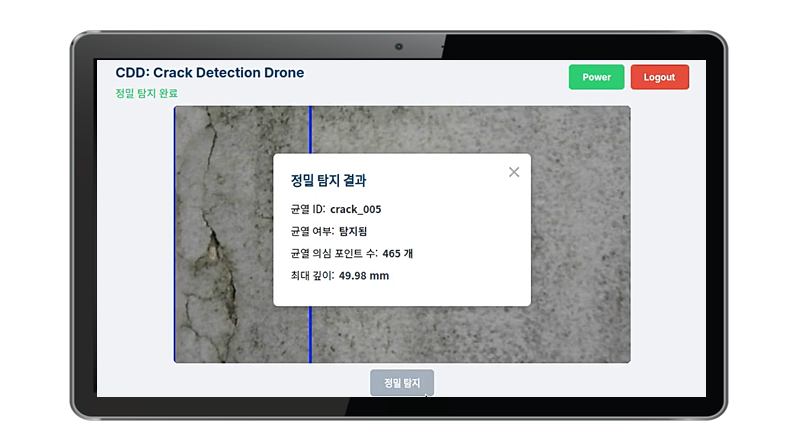 CDD: Crack Detection Drone
Power
Logout
정밀 탐지 완료
정밀 탐지 결과
균열 ID: crack_005
균열 여부: 탐지됨
균열 의심 포인트 수: 465 개
최대 깊이: 49.98 mm
정밀 탐지